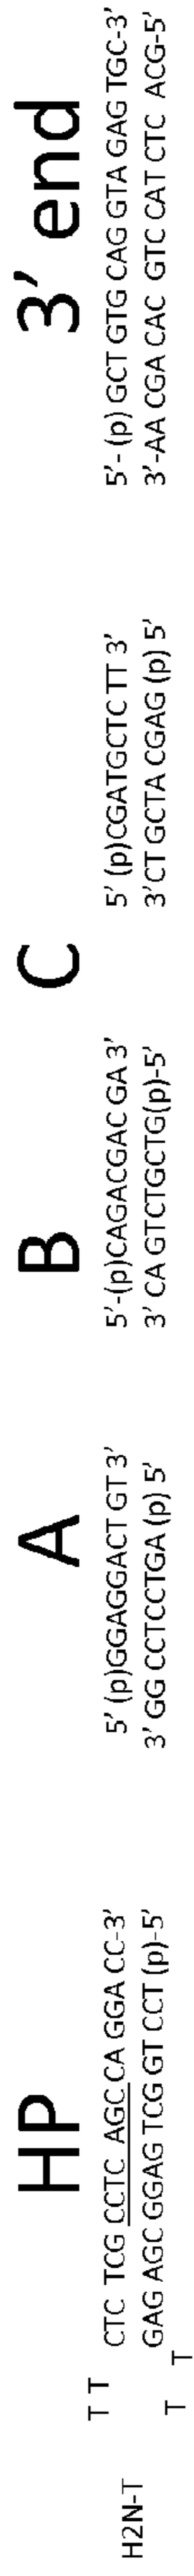 HP A B C 3' end
T T
CTC TCG CCTC AGC CA GGA CC-3' 5' (p)GGAGGACT GT 3' 5'-(p)CAGACGAC GA 3' 5' (p)CGATGCTC TT 3' 5'- (p) GCT GTG CAG GTA GAG TGC-3'
H2N-T
GAG AGC GGAG TCG GT CCT (p)-5' 3' GG CCTCCTGA (p) 5' 3' CA GTCTGCTG(p)-5' 3'CT GCTA CGAG (p) 5' 3'-AA CGA CAC GTC CAT CTC ACG-5'
T T